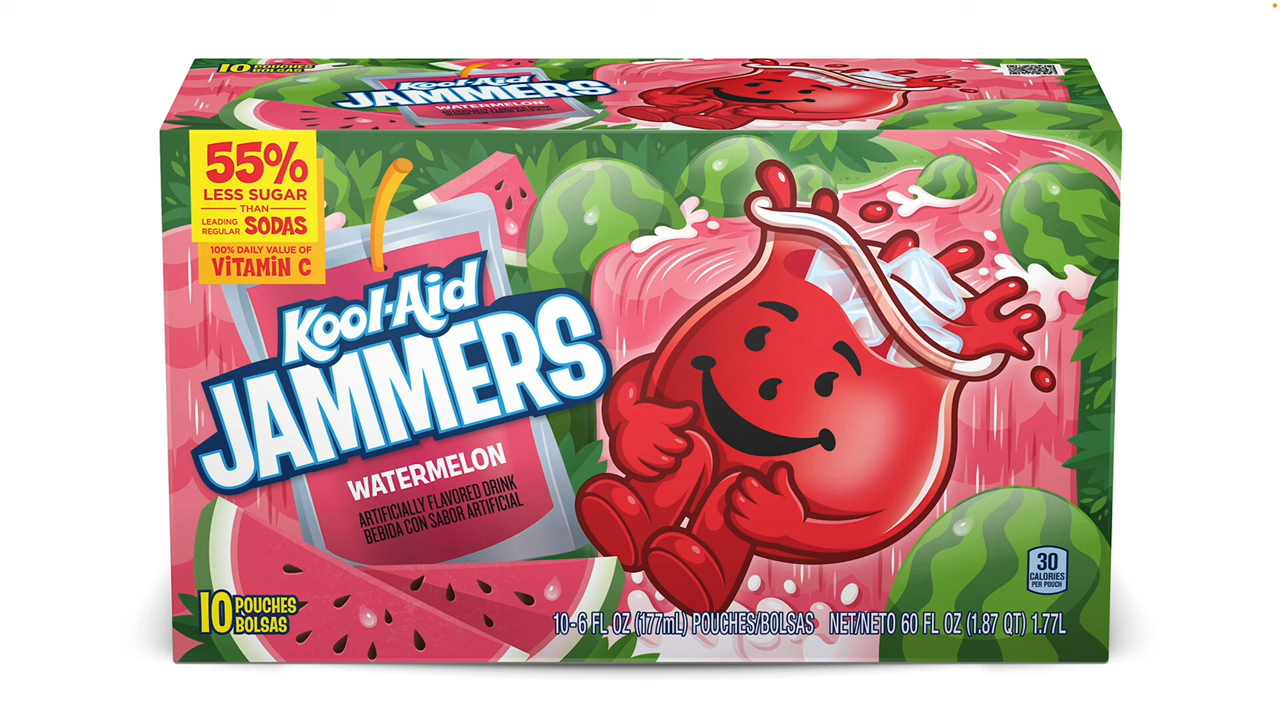 10 POUCHES
BOLSAS
Kool-Aid
JAMMERS
WATERMELON
55%
LESS SUGAR
THAN
LEADING
REGULAR SODAS
100% DAILY VALUE OF
VITAMIN C
Kool-Aid
JAMMERS
WATERMELON
ARTIFICIALLY FLAVORED DRINK
BEBIDA CON SABOR ARTIFICIAL
30
CALORIES
PER POUCH
10 POUCHES
BOLSAS
10-6 FL OZ (177mL) POUCHES/BOLSAS NET/NETO 60 FL OZ (1.87 QT) 1.77L